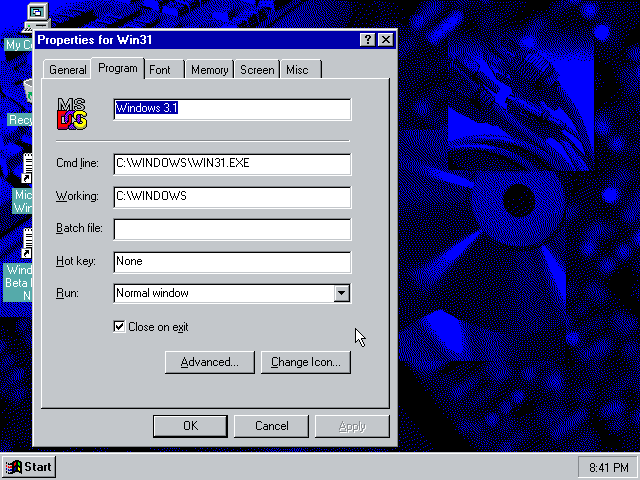 My Co
Recy
Mic
Win
Wind
Beta
N
Properties for Win31
General Program Font Memory Screen Misc
MS
DOS
Windows 3.1
Cmd line: C:\WINDOWS\WIN31.EXE
Working: C:\WINDOWS
Batch file:
Hot key: None
Run: Normal window
Close on exit
Advanced... Change Icon...
OK Cancel Apply
Start 8:41 PM